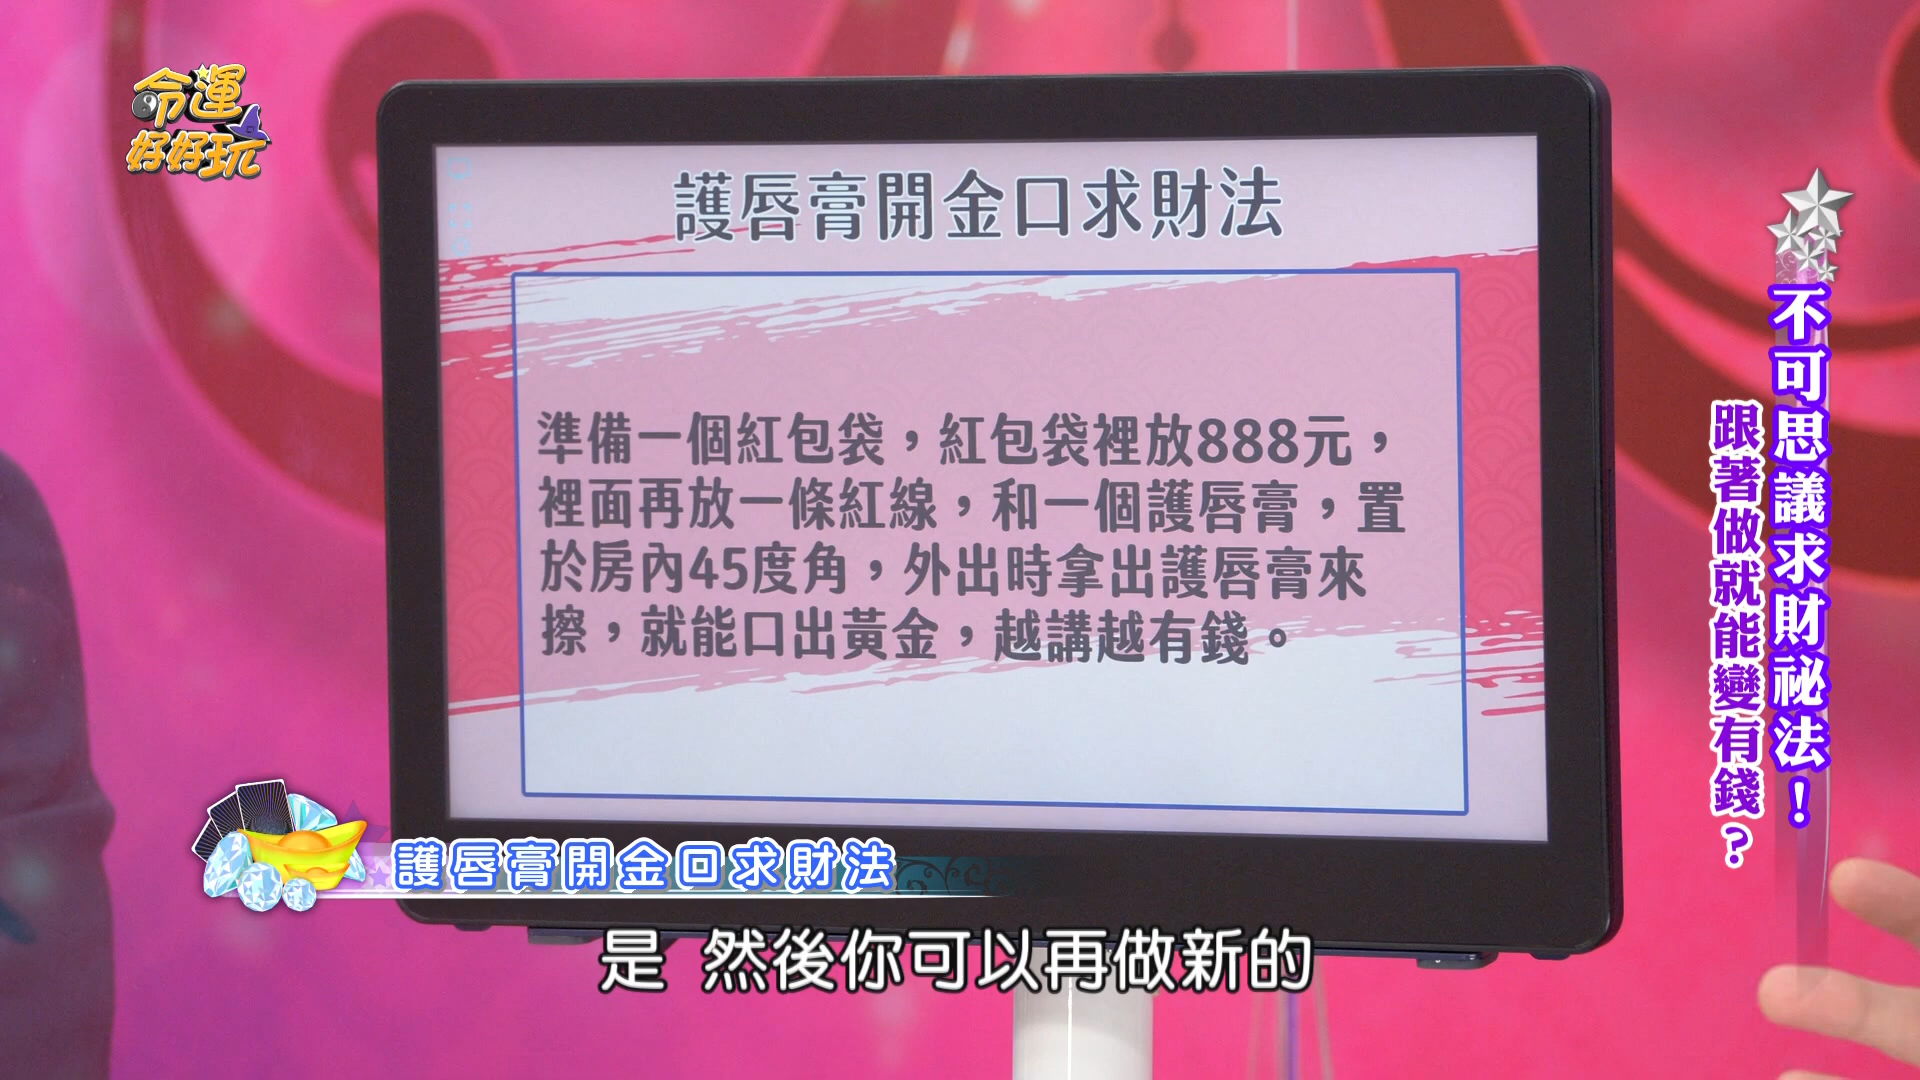 命運
好好玩
護唇膏開金口求財法
準備一個紅包袋，紅包袋裡放888元，
裡面再放一條紅線，和一個護唇膏，置
於房內45度角，外出時拿出護唇膏來
擦，就能口出黃金，越講越有錢。
不可思議求財祕法！
跟著做就能變有錢？
護唇膏開金口求財法
是 然後你可以再做新的